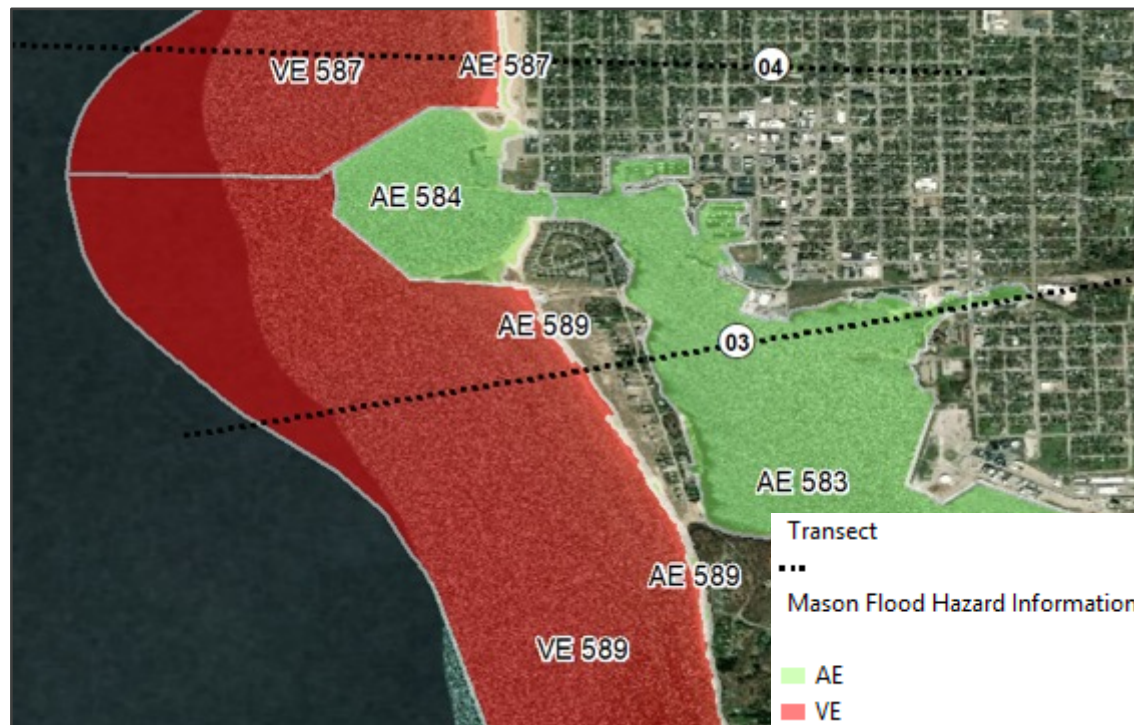 AE 587
04
VE 587
AE 584
AE 589
03
AE 583
Transect
Mason Flood Hazard Information
AE 589
VE 589
AE
VE